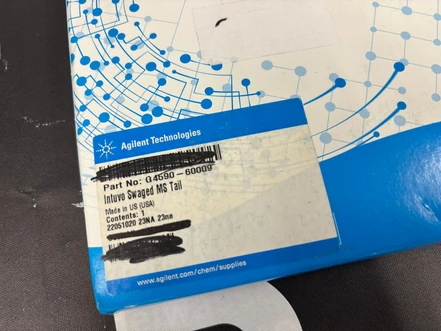 Agilent Technologies
Part No: G4590-60009
Intuvo Swaged MS Tail
Made in US (USA)
Contents: 1
22051020 23NA 23na
www.agilent.com/chem/supplies